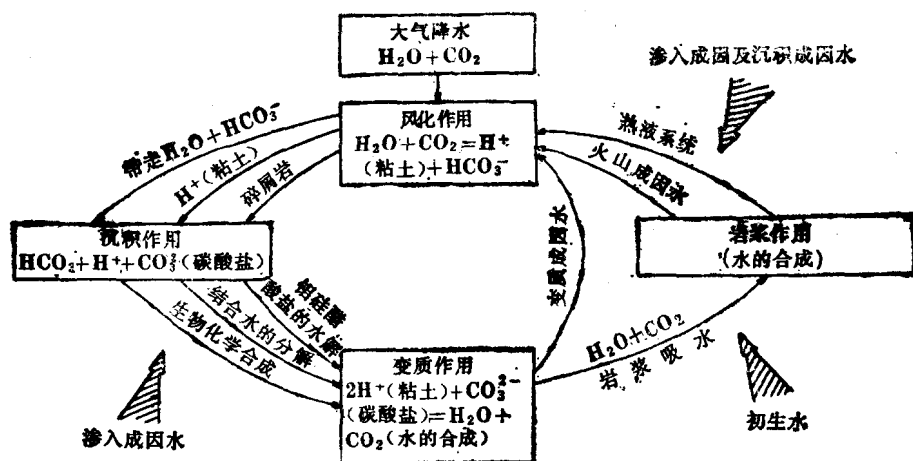 大气降水
H₂O+CO₂
渗入成因及沉积成因水
风化作用
H₂O+CO₂=H⁺
(粘土)+HCO₃⁻
带走H₂O+HCO₃⁻
H⁺(粘土)
碎屑岩
热液系统
火山成因水
沉积作用
HCO₃+H⁺+CO₃²(碳酸盐)
变质成因水
岩浆作用
(水的合成)
铝硅酸
酸盐的水解
结合水的分解
生物化学合成
H₂O+CO₂
岩浆吸水
变质作用
2H⁺(粘土)+CO₃²⁻
(碳酸盐)=H₂O+
CO₂(水的合成)
渗入成因水
初生水